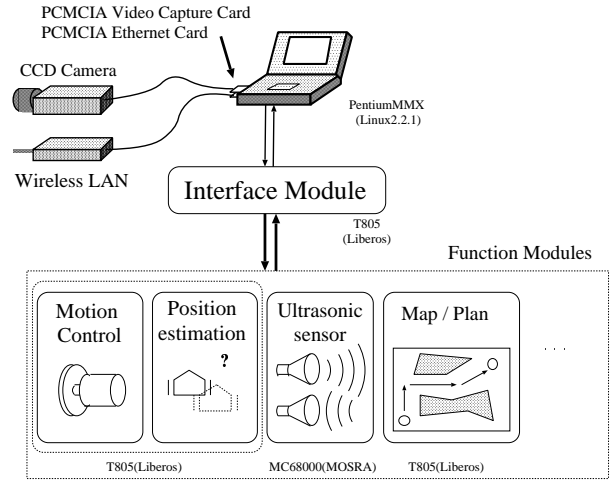 PCMCIA Video Capture Card
PCMCIA Ethernet Card
CCD Camera
PentiumMMX
(Linux2.2.1)
Wireless LAN
Interface Module
T805
(Liberos)
Function Modules
Motion
Control
Position
estimation
?
Ultrasonic
sensor
Map / Plan
. . .
T805(Liberos)
MC68000(MOSRA)
T805(Liberos)